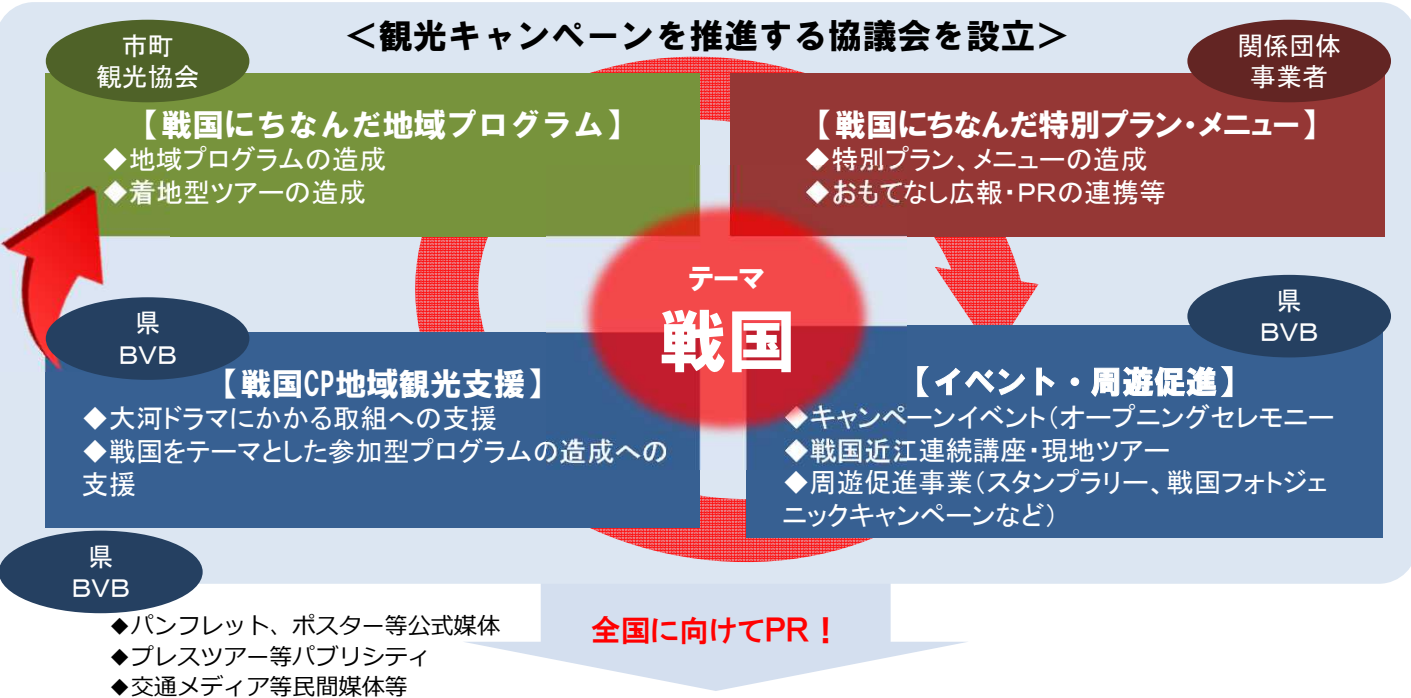 <観光キャンペーンを推進する協議会を設立>
市町
観光協会
【戦国にちなんだ地域プログラム】
◆地域プログラムの造成
◆着地型ツアーの造成
関係団体
事業者
【戦国にちなんだ特別プラン・メニュー】
◆特別プラン、メニューの造成
◆おもてなし広報・PRの連携等
テーマ
戦国
県
BVB
【戦国CP地域観光支援】
◆大河ドラマにかかる取組への支援
◆戦国をテーマとした参加型プログラムの造成への
支援
県
BVB
【イベント・周遊促進】
◆キャンペーンイベント(オープニングセレモニー
◆戦国近江連続講座・現地ツアー
◆周遊促進事業(スタンプラリー、戦国フォトジェ
ニックキャンペーンなど)
県
BVB
◆パンフレット、ポスター等公式媒体
◆プレスツアー等パブリシティ
◆交通メディア等民間媒体等
全国に向けてPR!